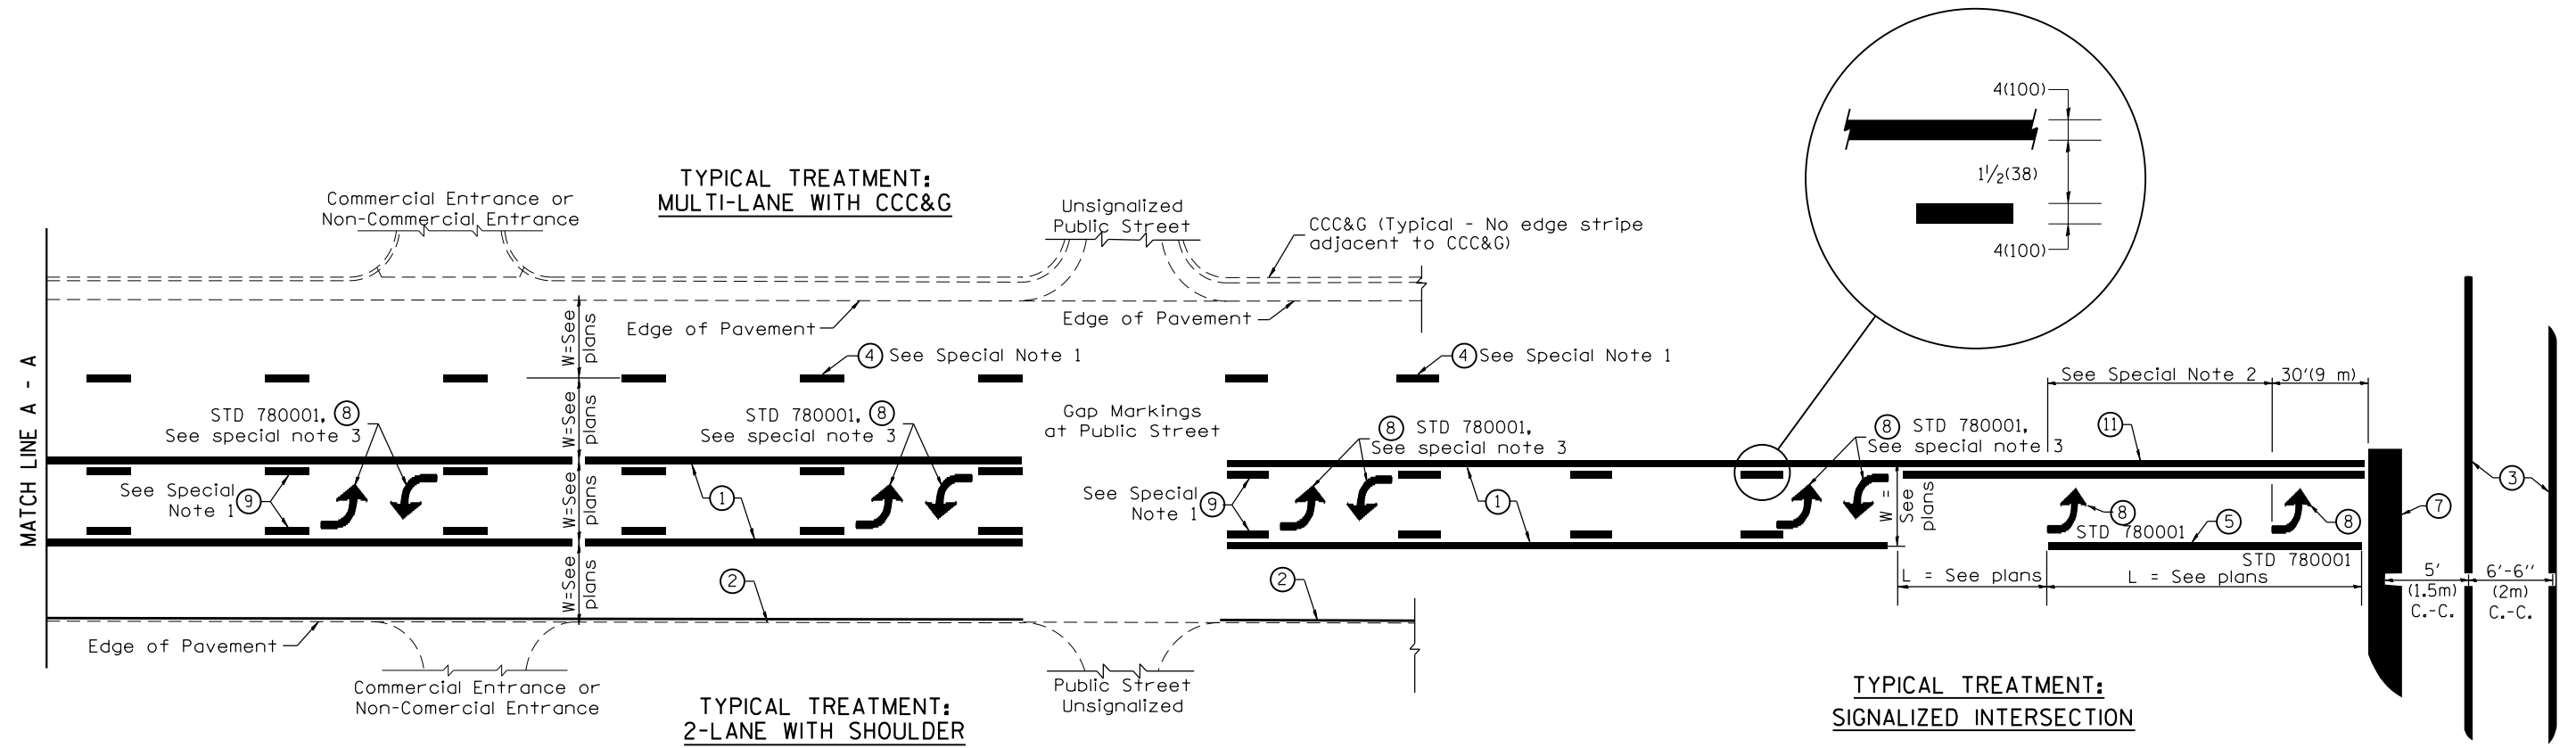 4(100)
1½(38)
4(100)
TYPICAL TREATMENT:
MULTI-LANE WITH CCC&G
Commercial Entrance or
Non-Commercial Entrance
Unsignalized
Public Street
CCC&G (Typical - No edge stripe
adjacent to CCC&G)
Edge of Pavement
Edge of Pavement
MATCH LINE A - A
W=See
plans
W=See
plans
W=See
plans
W=See
plans
4 See Special Note 1
4 See Special Note 1
STD 780001, 8
See special note 3
STD 780001, 8
See special note 3
Gap Markings
at Public Street
8 STD 780001,
See special note 3
8 STD 780001,
See special note 3
See Special Note 2
30'(9 m)
11
See Special
Note 1
9
1
See Special
Note 1
9
1
W =
See
plans
8
STD 780001
5
8
STD 780001
7
3
L = See plans
L = See plans
5'
(1.5m)
C.-C.
6'-6''
(2m)
C.-C.
2
2
Edge of Pavement
Commercial Entrance or
Non-Comercial Entrance
Public Street
Unsignalized
TYPICAL TREATMENT:
2-LANE WITH SHOULDER
TYPICAL TREATMENT:
SIGNALIZED INTERSECTION